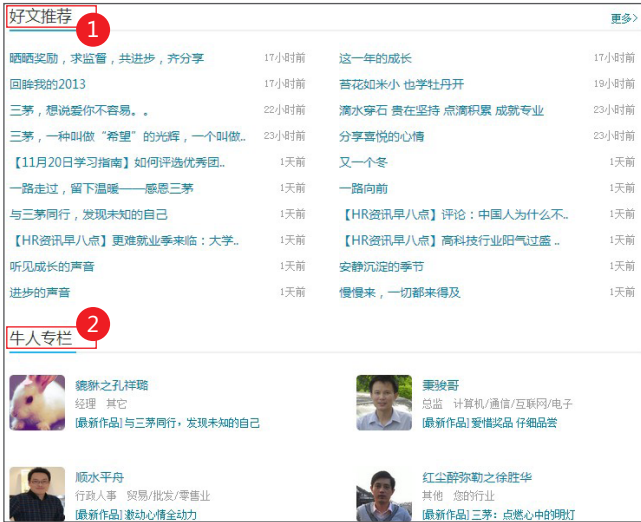 好文推荐
1
更多>
晒晒奖励，求监督，共进步，齐分享 17小时前
这一年的成长 17小时前
回眸我的2013 17小时前
苔花如米小 也学牡丹开 19小时前
三茅，想说爱你不容易。。 22小时前
滴水穿石 贵在坚持 点滴积累 成就专业 23小时前
三茅，一种叫做“希望”的光辉，一个叫做.. 23小时前
分享喜悦的心情 23小时前
【11月20日学习指南】如何评选优秀团.. 1天前
又一个冬 1天前
一路走过，留下温暖——感恩三茅 1天前
一路向前 1天前
与三茅同行，发现未知的自己 1天前
【HR资讯早八点】评论：中国人为什么不.. 1天前
【HR资讯早八点】更难就业季来临：大学.. 1天前
【HR资讯早八点】高科技行业阳气过盛 .. 1天前
听见成长的声音 1天前
安静沉淀的季节 1天前
进步的声音 1天前
慢慢来，一切都来得及 1天前
2
牛人专栏
貔貅之孔祥璐
经理 其它
[最新作品]与三茅同行，发现未知的自己
栗骏哥
总监 计算机/通信/互联网/电子
[最新作品]爱惜奖品 仔细品尝
顺水平舟
行政人事 贸易/批发/零售业
[最新作品]激动心情全动力
红尘醉弥勒之徐胜华
其他 您的行业
[最新作品]三茅：点燃心中的明灯